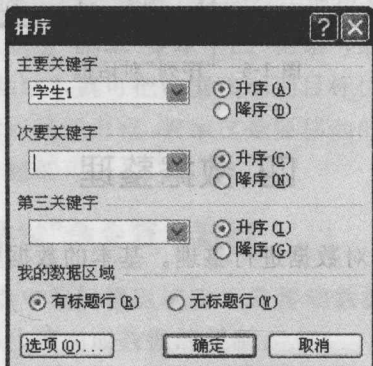 排序
主要关键字
学生1
升序(A)
降序(D)
次要关键字
升序(C)
降序(N)
第三关键字
升序(I)
降序(G)
我的数据区域
有标题行(R)
无标题行(W)
选项(O)...
确定
取消